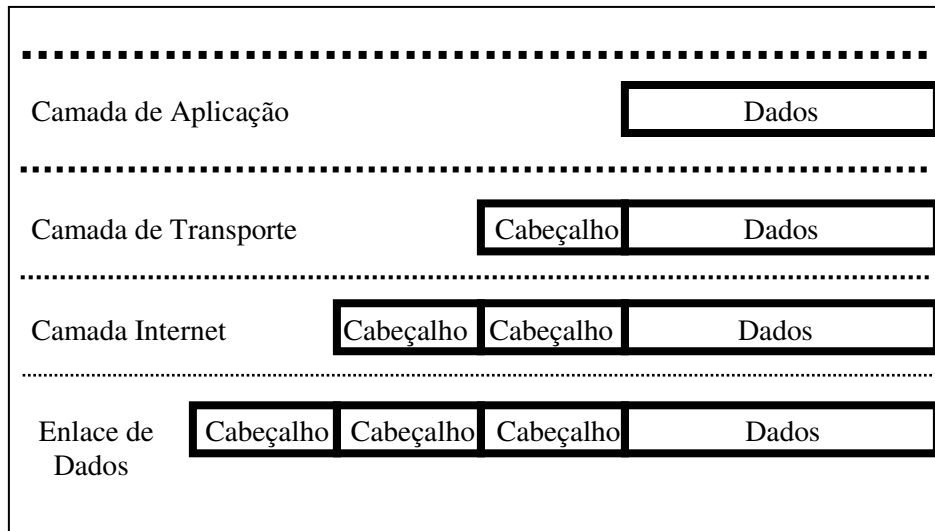 Camada de Aplicação Dados
Camada de Transporte Cabeçalho Dados
Camada Internet Cabeçalho Cabeçalho Dados
Enlace de Dados Cabeçalho Cabeçalho Cabeçalho Dados